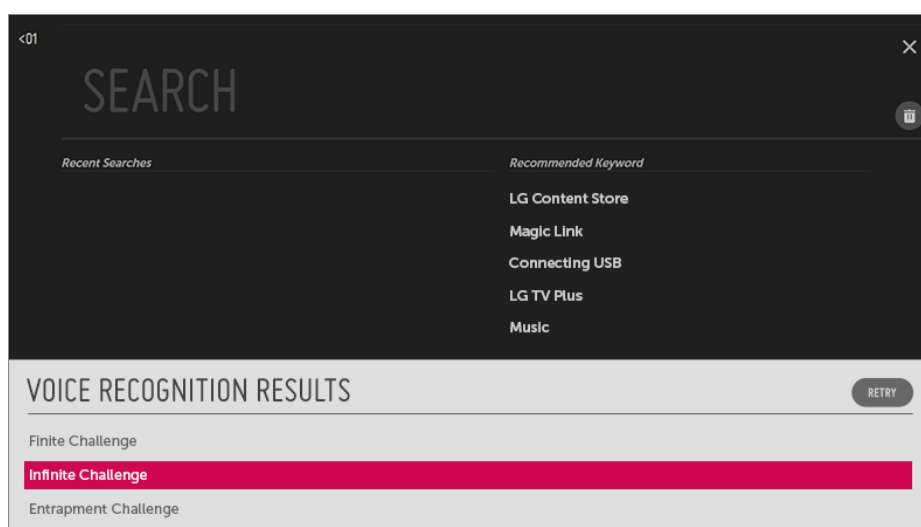 <01
SEARCH
Recent Searches
Recommended Keyword
LG Content Store
Magic Link
Connecting USB
LG TV Plus
Music
VOICE RECOGNITION RESULTS
RETRY
Finite Challenge
Infinite Challenge
Entrapment Challenge